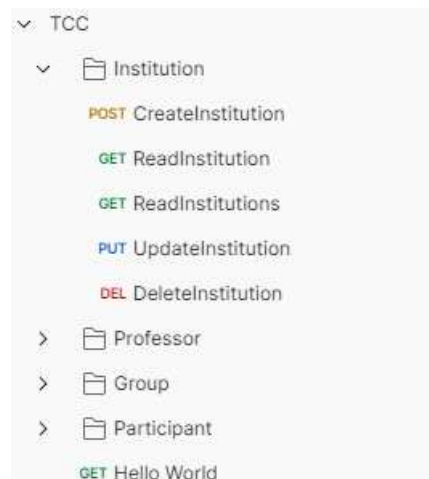 TCC
Institution
POST CreateInstitution
GET ReadInstitution
GET ReadInstitutions
PUT UpdateInstitution
DEL DeleteInstitution
Professor
Group
Participant
GET Hello World